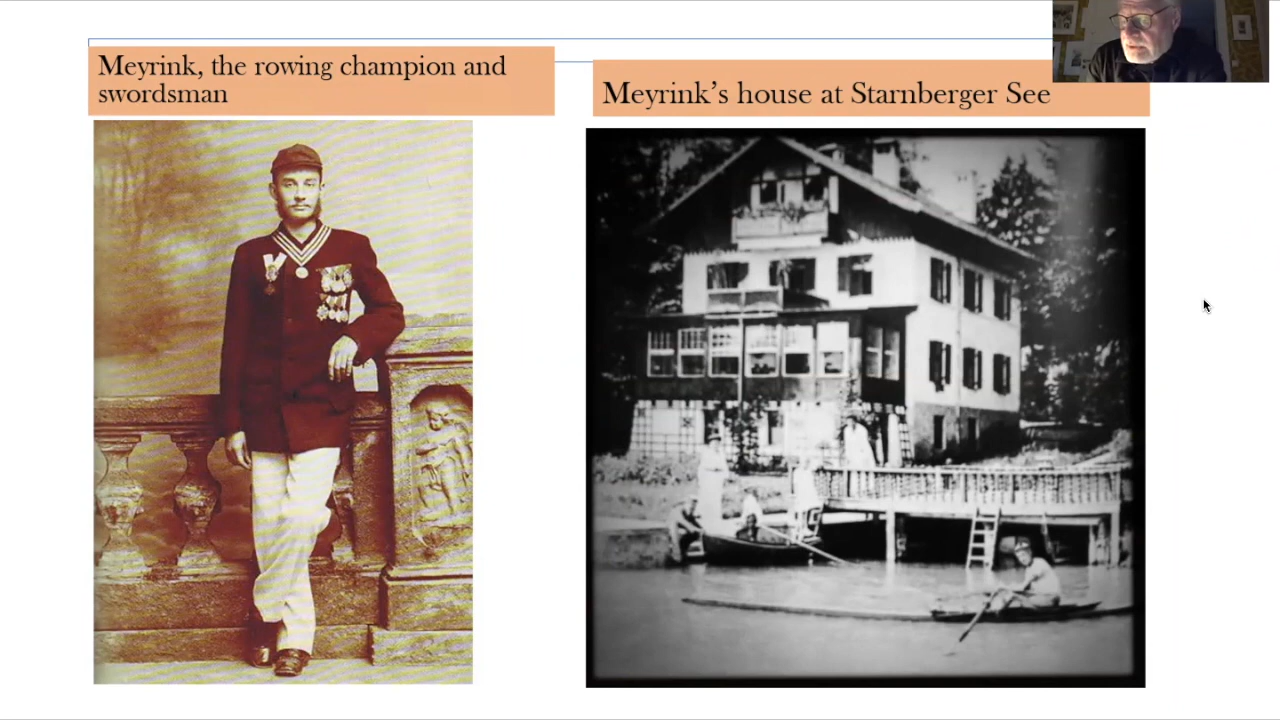 Meyrink, the rowing champion and
swordsman
Meyrink's house at Starnberger See